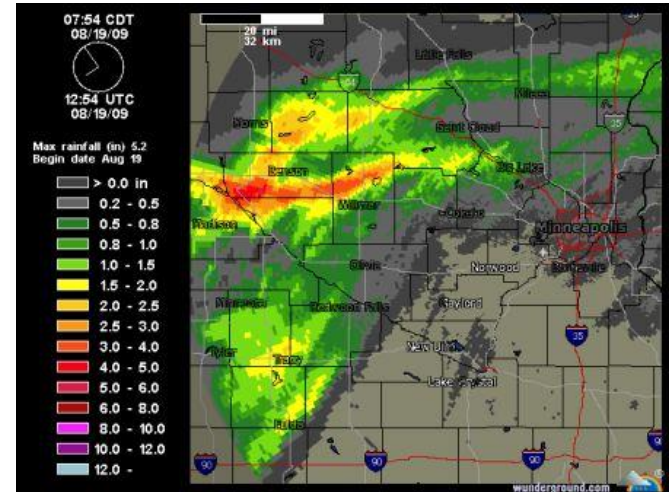 07:54 CDT
08/19/09
12:54 UTC
08/19/09
Max rainfall (in) 5.2
Begin date Aug 19
> 0.0 in
0.2 - 0.5
0.5 - 0.8
0.8 - 1.0
1.0 - 1.5
1.5 - 2.0
2.0 - 2.5
2.5 - 3.0
3.0 - 4.0
4.0 - 5.0
5.0 - 6.0
6.0 - 8.0
8.0 - 10.0
10.0 - 12.0
12.0 -
20 mi
32 km
Little Falls
Milaca
Morris
Saint Cloud
35
Benson
Big Lake
Willmar
Madison
Cokato
Minneapolis
Olivia
Norwood
Redwood Falls
Gaylord
35
New Ulm
Tyler
Tracy
Lake Crystal
Fulda
90
90
90
wunderground.com